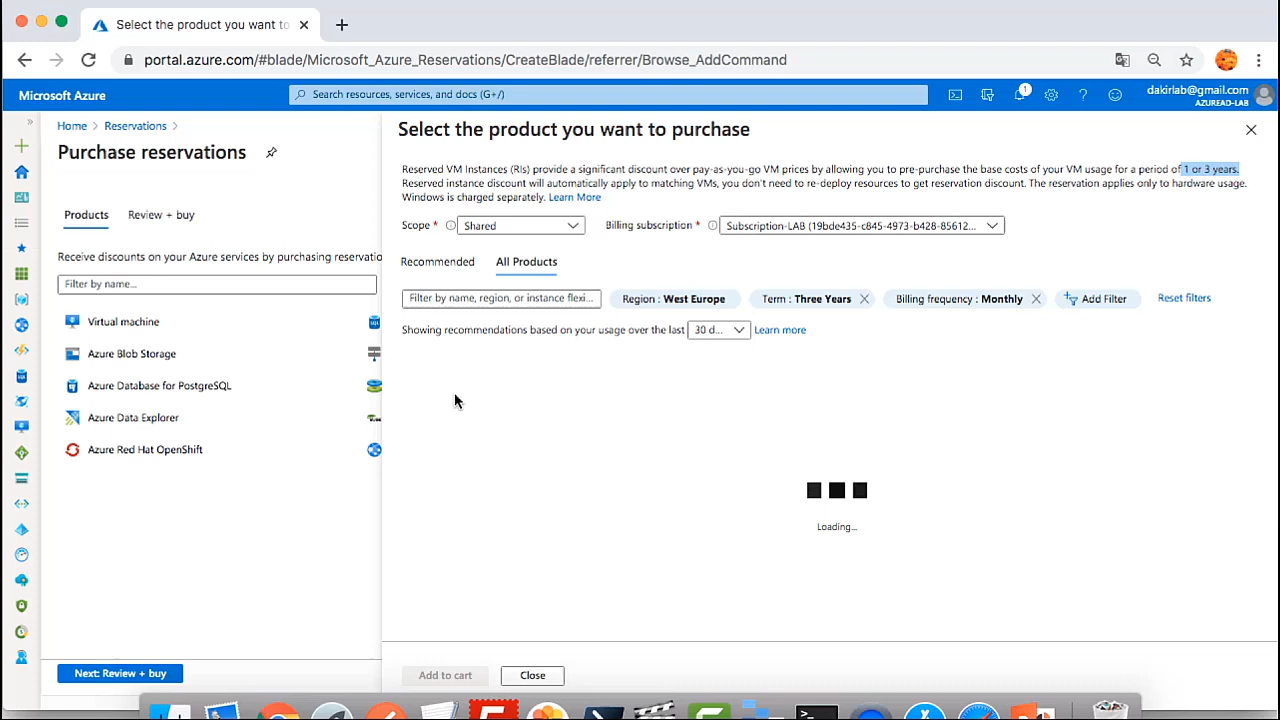 Select the product you want to
portal.azure.com/#blade/Microsoft_Azure_Reservations/CreateBlade/referrer/Browse_AddCommand
Microsoft Azure
Search resources, services, and docs (G+/)
1
dakirlab@gmail.com
AZUREAD-LAB
Home > Reservations >
Purchase reservations
Products
Review + buy
Receive discounts on your Azure services by purchasing reservatio
Filter by name...
Virtual machine
Azure Blob Storage
Azure Database for PostgreSQL
Azure Data Explorer
Azure Red Hat OpenShift
Next: Review + buy
Select the product you want to purchase
Reserved VM Instances (RIs) provide a significant discount over pay-as-you-go VM prices by allowing you to pre-purchase the base costs of your VM usage for a period of 1 or 3 years.
Reserved instance discount will automatically apply to matching VMs, you don't need to re-deploy resources to get reservation discount. The reservation applies only to hardware usage.
Windows is charged separately. Learn More
Scope * Shared
Billing subscription * Subscription-LAB (19bde435-c845-4973-b428-85612...
Recommended
All Products
Filter by name, region, or instance flexi...
Region : West Europe
Term : Three Years
Billing frequency : Monthly
Add Filter
Reset filters
Showing recommendations based on your usage over the last 30 d... Learn more
Loading...
Add to cart
Close